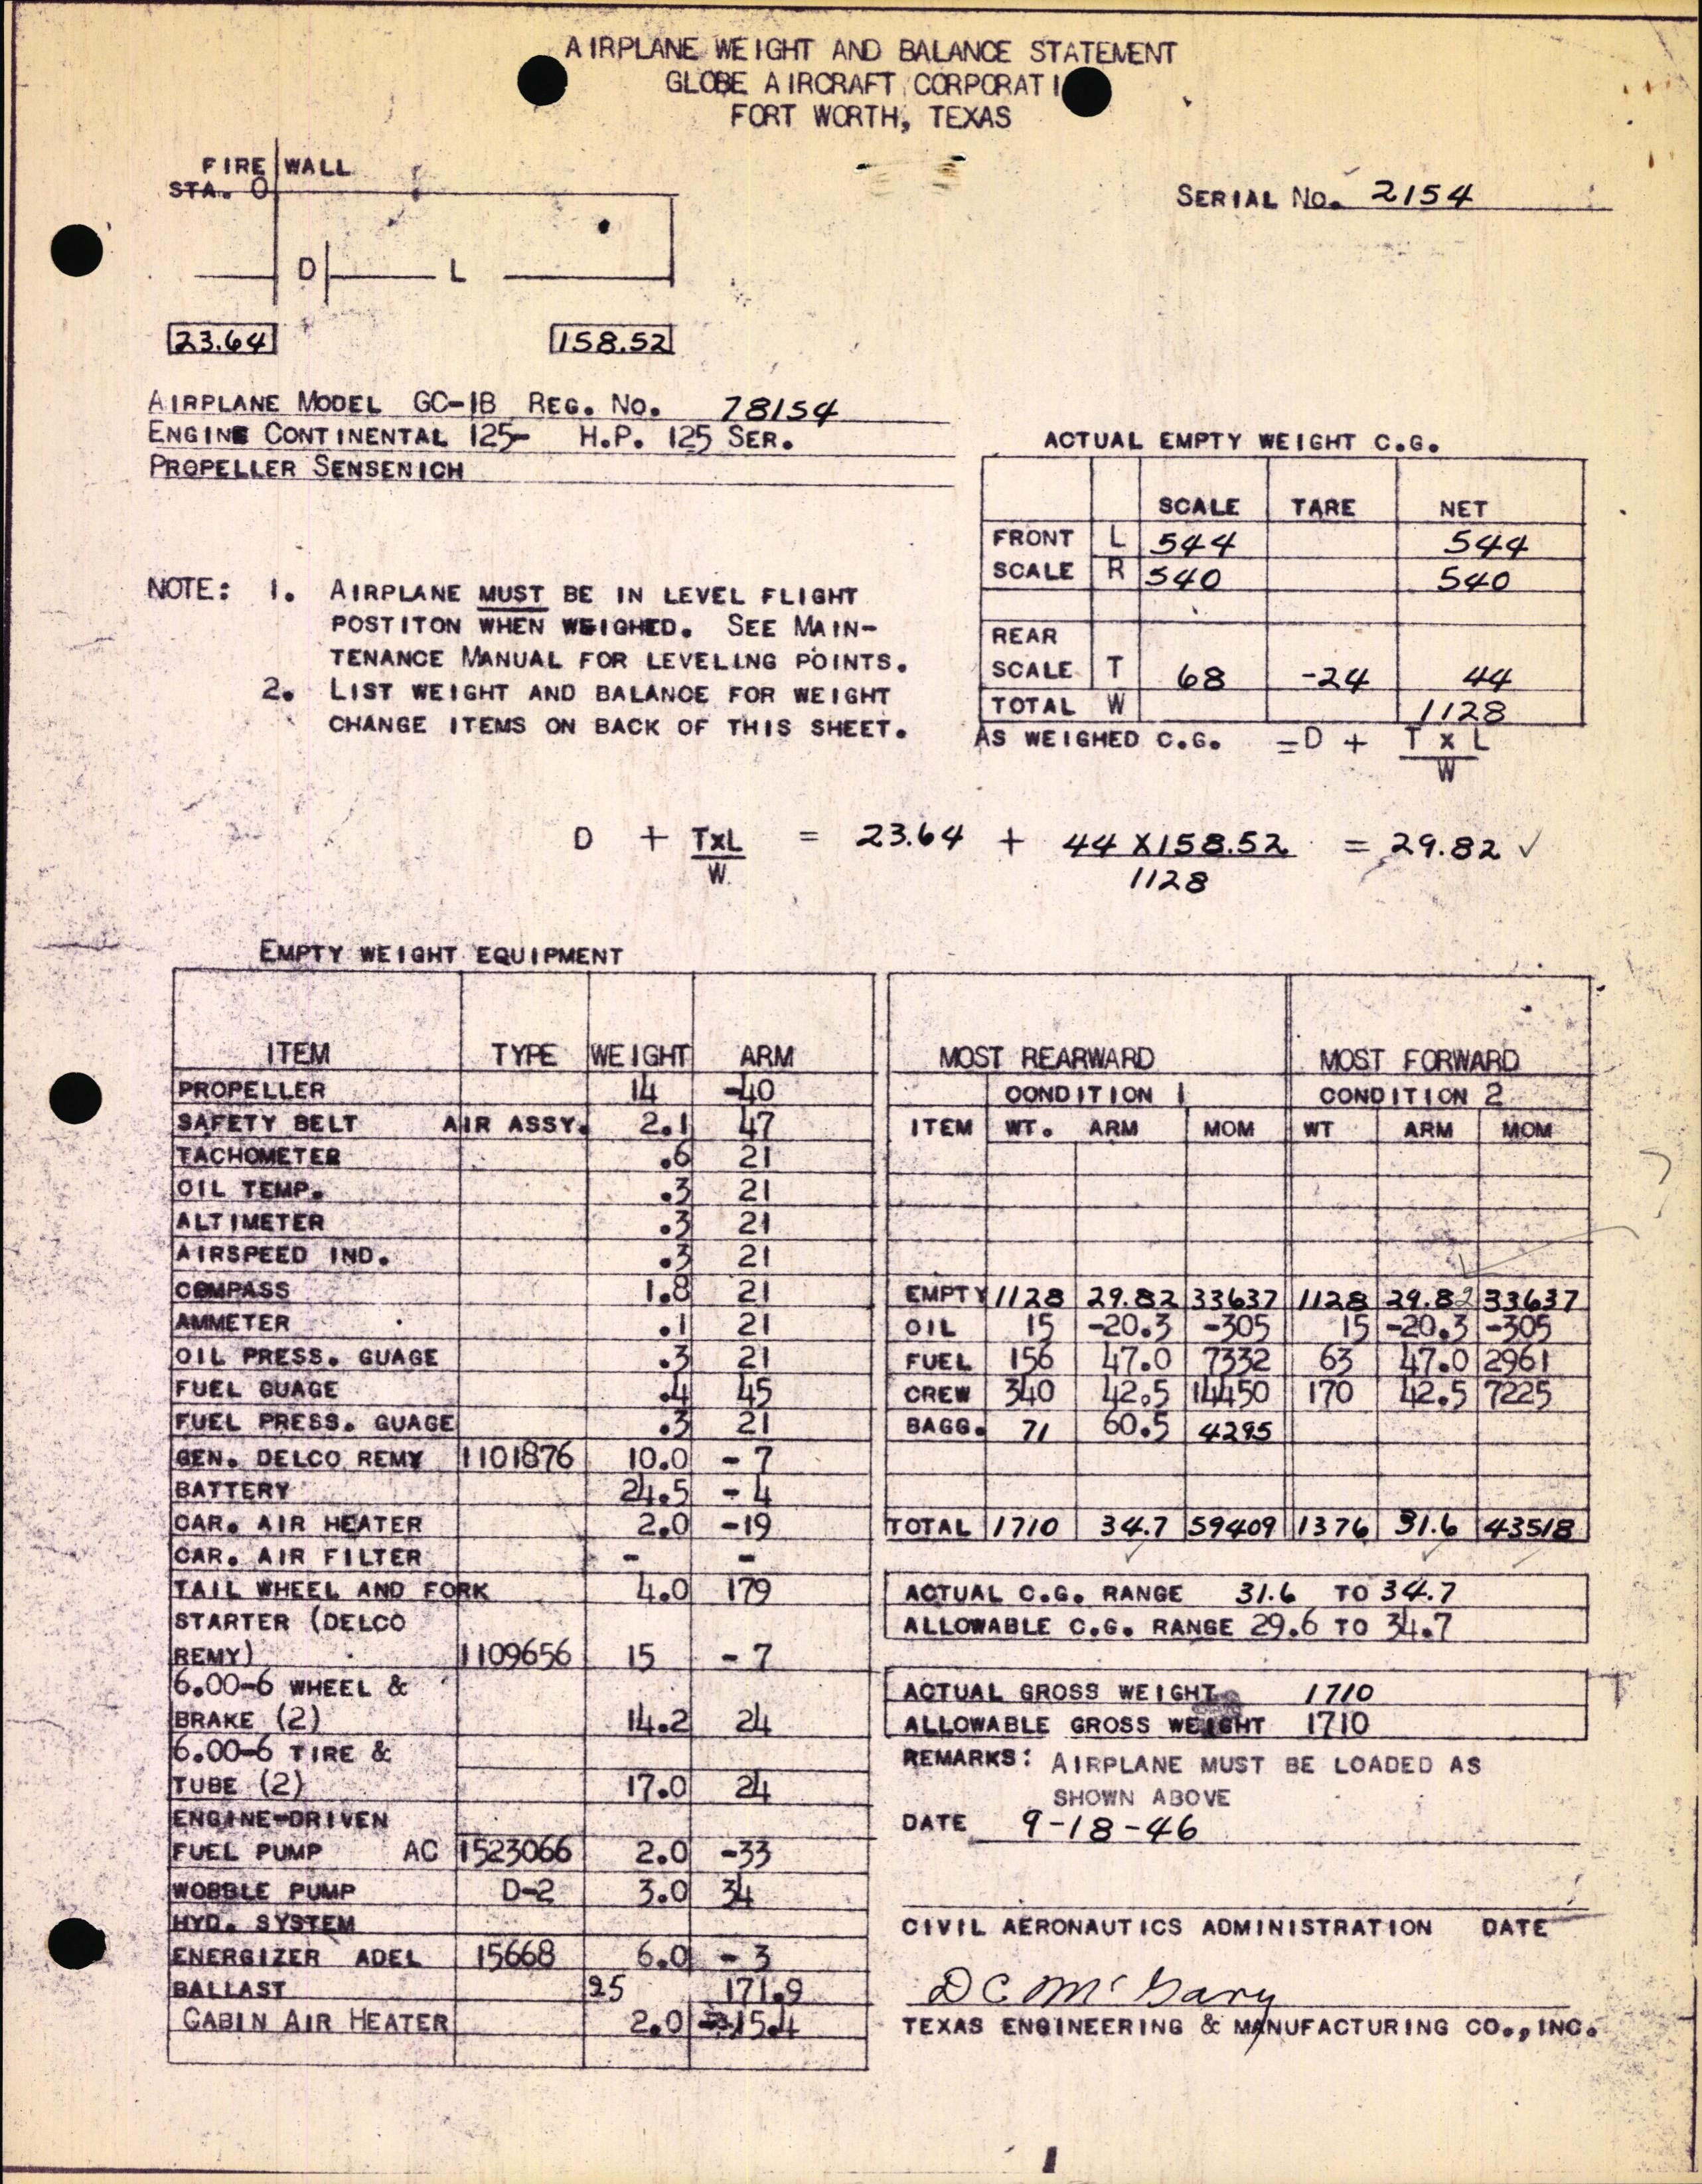 AIRPLANE WEIGHT AND BALANCE STATEMENT
GLOBE AIRCRAFT CORPORATI
FORT WORTH, TEXAS
FIRE WALL
STA. O
SERIAL NO. 2154
D L
23.64 158.52
AIRPLANE MODEL GC-1B REG. NO. 78154
ENGINE CONTINENTAL 125- H.P. 125 SER.
PROPELLER SENSENICH
ACTUAL EMPTY WEIGHT C.G.
SCALE TARE NET
FRONT L 544 544
SCALE R 540 540
REAR
SCALE T 68 -24 44
TOTAL W 1128
AS WEIGHED C.G. = D + T x L
W
NOTE: 1. AIRPLANE MUST BE IN LEVEL FLIGHT
POSTITON WHEN WEIGHED. SEE MAIN-
TENANCE MANUAL FOR LEVELING POINTS.
2. LIST WEIGHT AND BALANCE FOR WEIGHT
CHANGE ITEMS ON BACK OF THIS SHEET.
D + TxL = 23.64 + 44 X158.52 = 29.82 ✓
W. 1128
EMPTY WEIGHT EQUIPMENT
ITEM TYPE WEIGHT ARM
PROPELLER 14 -40
SAFETY BELT AIR ASSY. 2.1 47
TACHOMETER .6 21
OIL TEMP. .3 21
ALTIMETER .3 21
AIRSPEED IND. .3 21
COMPASS 1.8 21
AMMETER .1 21
OIL PRESS. GUAGE .3 21
FUEL GUAGE .4 45
FUEL PRESS. GUAGE .3 21
GEN. DELCO REMY 1101876 10.0 - 7
BATTERY 24.5 - 4
CAR. AIR HEATER 2.0 -19
CAR. AIR FILTER - -
TAIL WHEEL AND FORK 4.0 179
STARTER (DELCO
REMY) 1109656 15 - 7
6.00-6 WHEEL &
BRAKE (2) 14.2 24
6.00-6 TIRE &
TUBE (2) 17.0 24
ENGINE-DRIVEN
FUEL PUMP AC 1523066 2.0 -33
WOBBLE PUMP D-2 3.0 34
HYD. SYSTEM
ENERGIZER ADEL 15668 6.0 - 3
BALLAST 25 171.9
CABIN AIR HEATER 2.0 15.4
MOST REARWARD MOST FORWARD
CONDITION 1 CONDITION 2
ITEM WT. ARM MOM WT ARM MOM
EMPTY 1128 29.82 33637 1128 29.82 33637
OIL 15 -20.3 -305 15 -20.3 -305
FUEL 156 47.0 7332 63 47.0 2961
CREW 340 42.5 14450 170 42.5 7225
BAGG. 71 60.5 4295
TOTAL 1710 34.7 59409 1376 31.6 43518
ACTUAL C.G. RANGE 31.6 TO 34.7
ALLOWABLE C.G. RANGE 29.6 TO 34.7
ACTUAL GROSS WEIGHT 1710
ALLOWABLE GROSS WEIGHT 1710
REMARKS: AIRPLANE MUST BE LOADED AS
SHOWN ABOVE
DATE 9-18-46
CIVIL AERONAUTICS ADMINISTRATION DATE
D C McGary
TEXAS ENGINEERING & MANUFACTURING CO., INC.